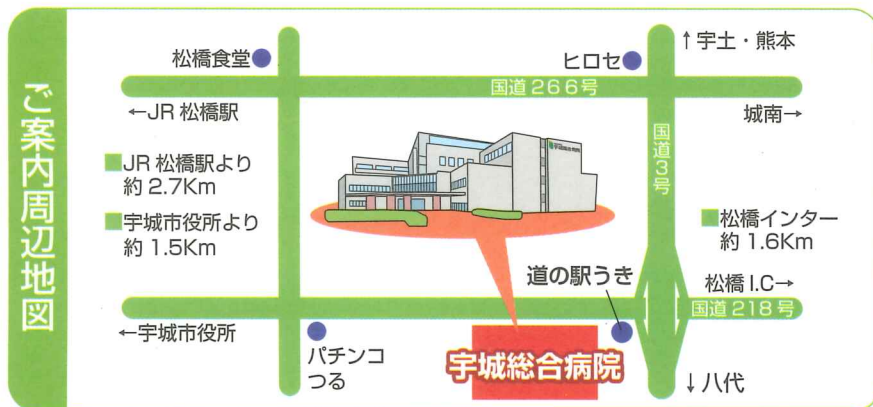 ご案内周辺地図
松橋食堂
ヒロセ
↑宇土・熊本
国道266号
←JR 松橋駅
城南→
国道3号
■JR 松橋駅より
約 2.7Km
■宇城市役所より
約 1.5Km
■松橋インター
約 1.6Km
道の駅うき
松橋 I.C→
国道 218 号
←宇城市役所
パチンコ
つる
宇城総合病院
↓八代